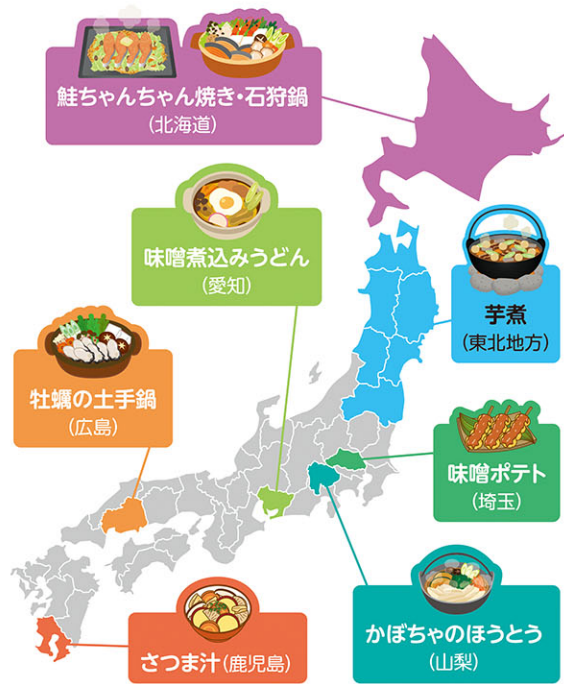 鮭ちゃんちゃん焼き・石狩鍋
(北海道)
味噌煮込みうどん
(愛知)
芋煮
(東北地方)
牡蠣の土手鍋
(広島)
味噌ポテト
(埼玉)
さつま汁(鹿児島)
かぼちゃのほうとう
(山梨)